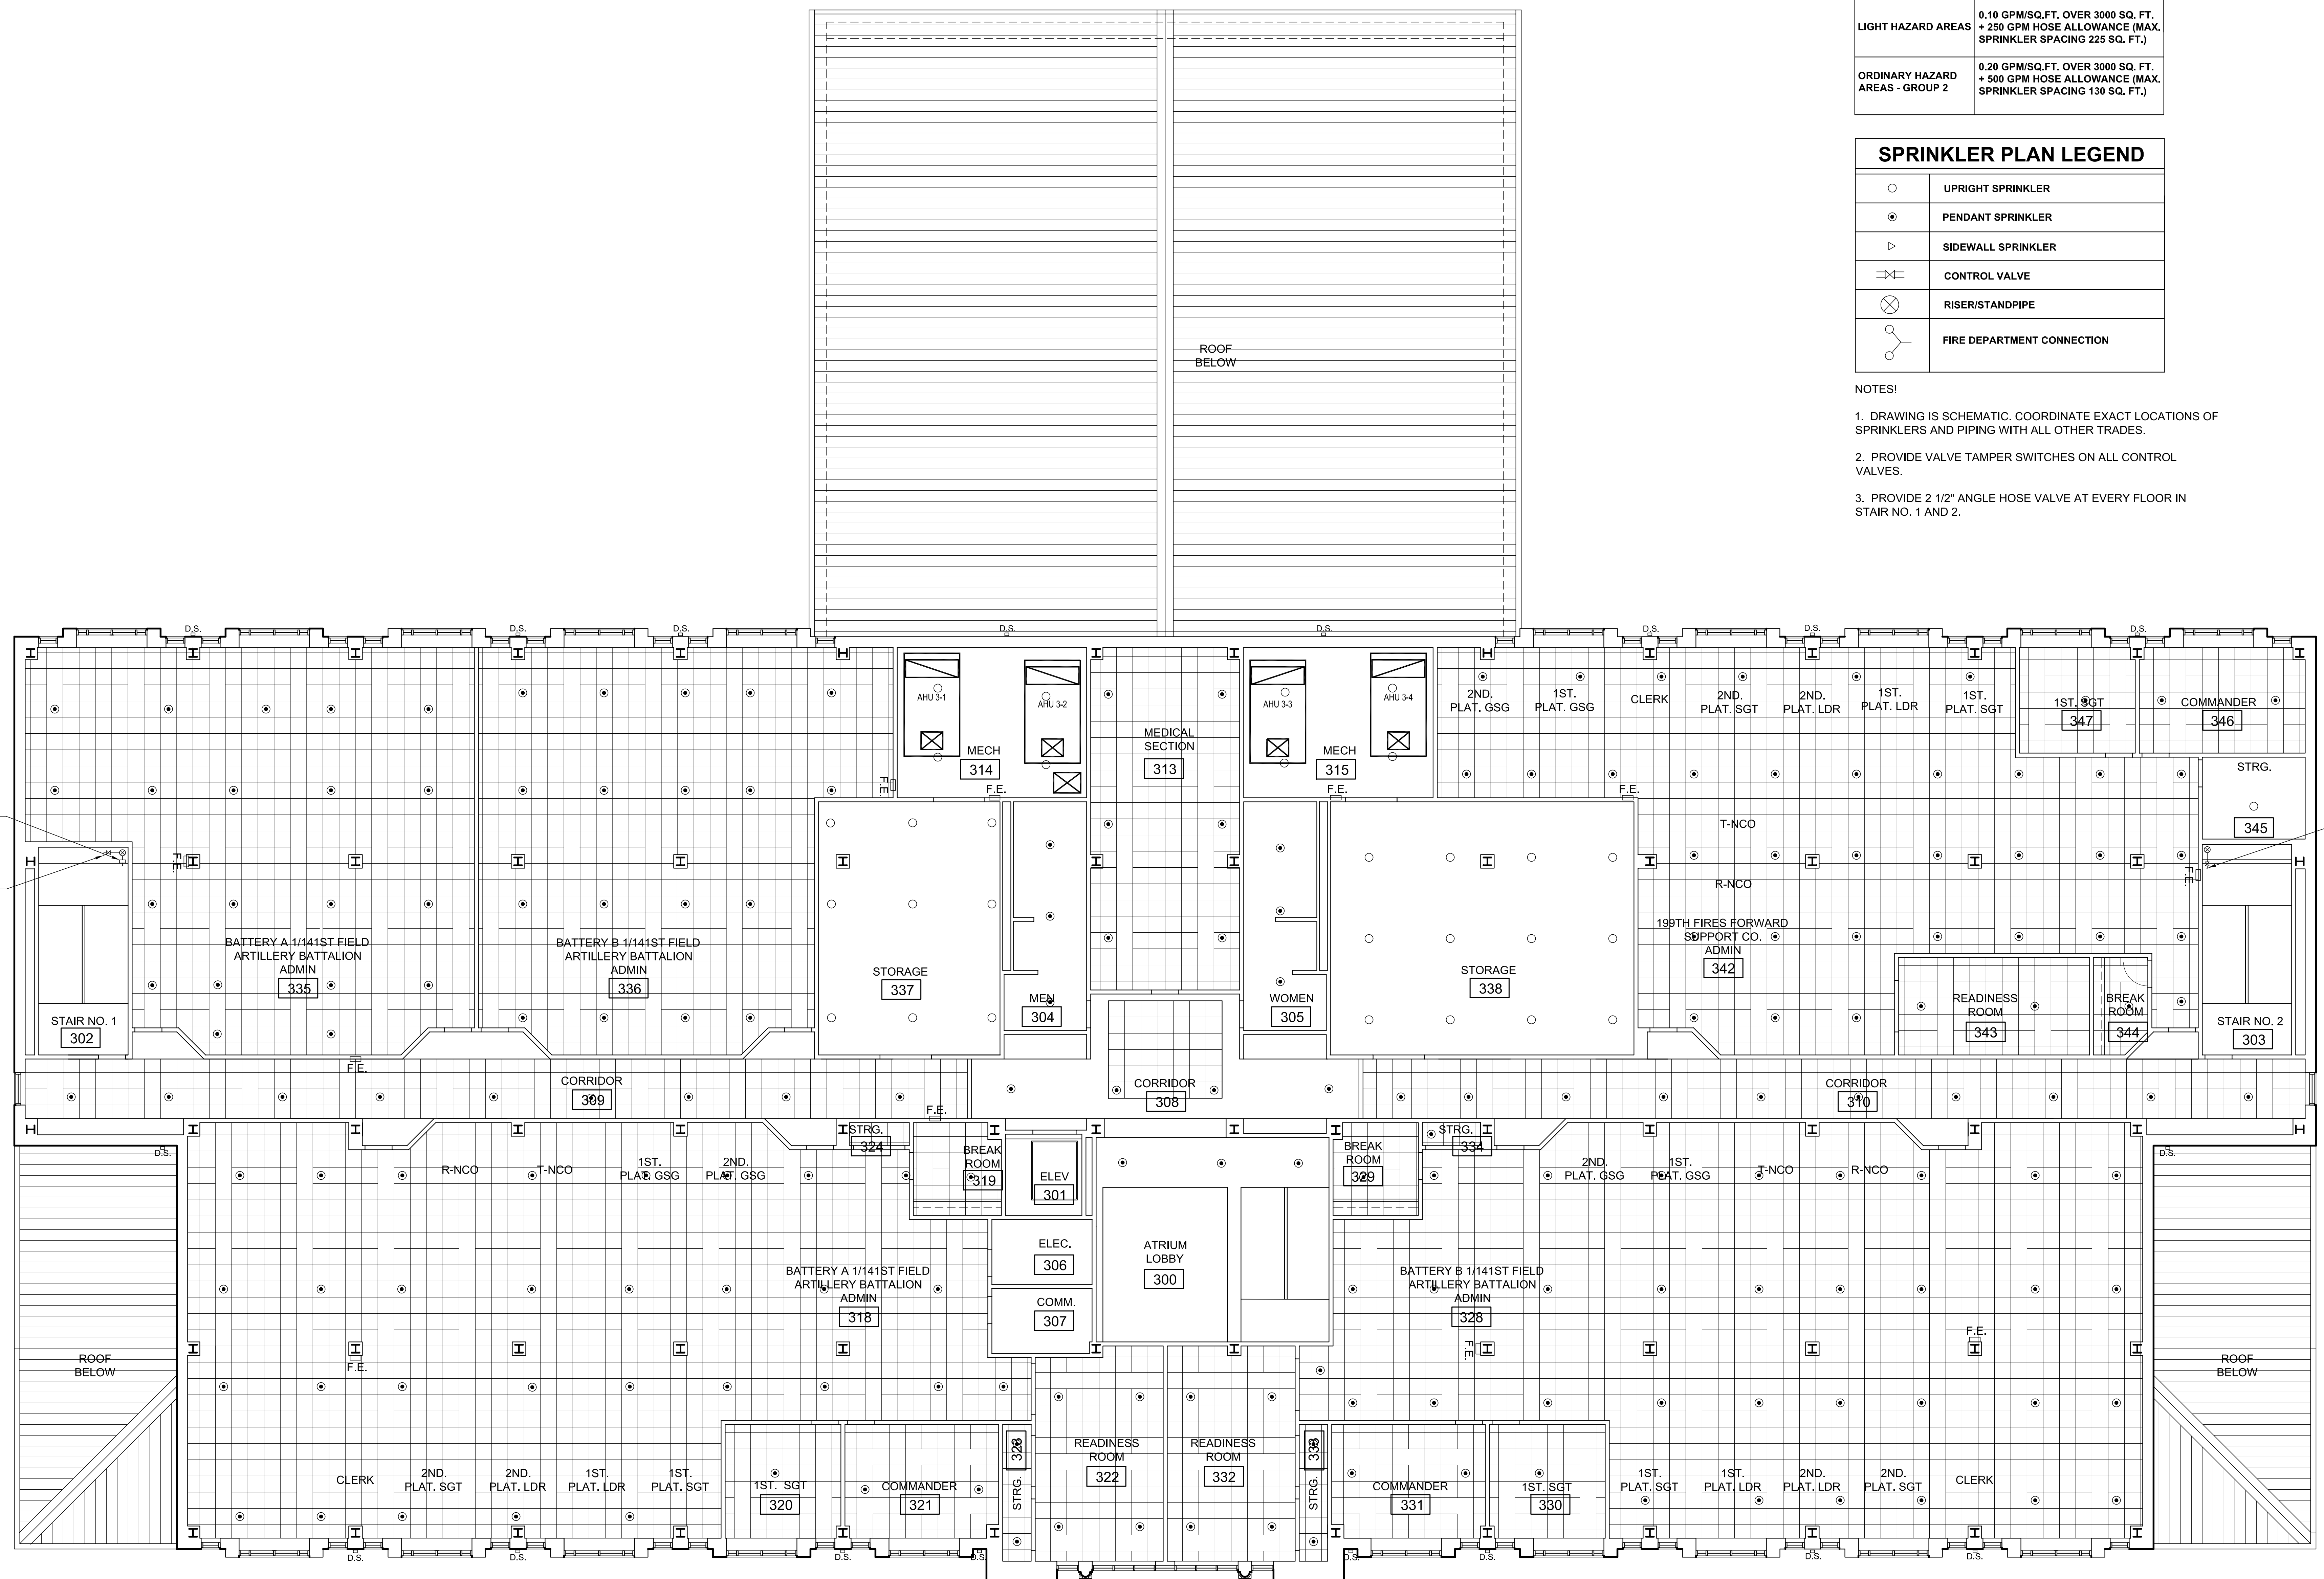 LIGHT HAZARD AREAS
0.10 GPM/SQ.FT. OVER 3000 SQ. FT.
+ 250 GPM HOSE ALLOWANCE (MAX.
SPRINKLER SPACING 225 SQ. FT.)
ORDINARY HAZARD
AREAS - GROUP 2
0.20 GPM/SQ.FT. OVER 3000 SQ. FT.
+ 500 GPM HOSE ALLOWANCE (MAX.
SPRINKLER SPACING 130 SQ. FT.)
SPRINKLER PLAN LEGEND
UPRIGHT SPRINKLER
PENDANT SPRINKLER
SIDEWALL SPRINKLER
CONTROL VALVE
RISER/STANDPIPE
FIRE DEPARTMENT CONNECTION
NOTES!
1. DRAWING IS SCHEMATIC. COORDINATE EXACT LOCATIONS OF
SPRINKLERS AND PIPING WITH ALL OTHER TRADES.
2. PROVIDE VALVE TAMPER SWITCHES ON ALL CONTROL
VALVES.
3. PROVIDE 2 1/2" ANGLE HOSE VALVE AT EVERY FLOOR IN
STAIR NO. 1 AND 2.
ROOF
BELOW
D.S.
D.S.
D.S.
D.S.
D.S.
D.S.
D.S.
D.S.
AHU 3-1
AHU 3-2
MECH
314
F.E.
F.E.
MEDICAL
SECTION
313
AHU 3-3
AHU 3-4
MECH
315
F.E.
2ND.
PLAT. GSG
1ST.
PLAT. GSG
CLERK
2ND.
PLAT. SGT
2ND.
PLAT. LDR
1ST.
PLAT. LDR
1ST.
PLAT. SGT
1ST. SGT
347
COMMANDER
346
STRG.
345
F.E.
T-NCO
R-NCO
F.E.
F.E.
BATTERY A 1/141ST FIELD
ARTILLERY BATTALION
ADMIN
335
BATTERY B 1/141ST FIELD
ARTILLERY BATTALION
ADMIN
336
STORAGE
337
MEN
304
WOMEN
305
STORAGE
338
199TH FIRES FORWARD
SUPPORT CO.
ADMIN
342
READINESS
ROOM
343
BREAK
ROOM
344
STAIR NO. 1
302
STAIR NO. 2
303
F.E.
CORRIDOR
309
CORRIDOR
308
CORRIDOR
310
F.E.
D.S.
D.S.
R-NCO
T-NCO
1ST.
PLAT. GSG
2ND.
PLAT. GSG
STRG.
324
BREAK
ROOM
319
ELEV
301
BREAK
ROOM
329
STRG.
334
2ND.
PLAT. GSG
1ST.
PLAT. GSG
T-NCO
R-NCO
ELEC.
306
ATRIUM
LOBBY
300
BATTERY A 1/141ST FIELD
ARTILLERY BATTALION
ADMIN
318
COMM.
307
BATTERY B 1/141ST FIELD
ARTILLERY BATTALION
ADMIN
328
F.E.
F.E.
F.E.
ROOF
BELOW
ROOF
BELOW
CLERK
2ND.
PLAT. SGT
2ND.
PLAT. LDR
1ST.
PLAT. LDR
1ST.
PLAT. SGT
1ST. SGT
320
COMMANDER
321
STRG.
READINESS
ROOM
322
READINESS
ROOM
332
STRG.
COMMANDER
331
1ST. SGT
330
1ST.
PLAT. SGT
1ST.
PLAT. LDR
2ND.
PLAT. LDR
2ND.
PLAT. SGT
CLERK
D.S.
D.S.
D.S.
D.S.
D.S.
D.S.
D.S.
D.S.